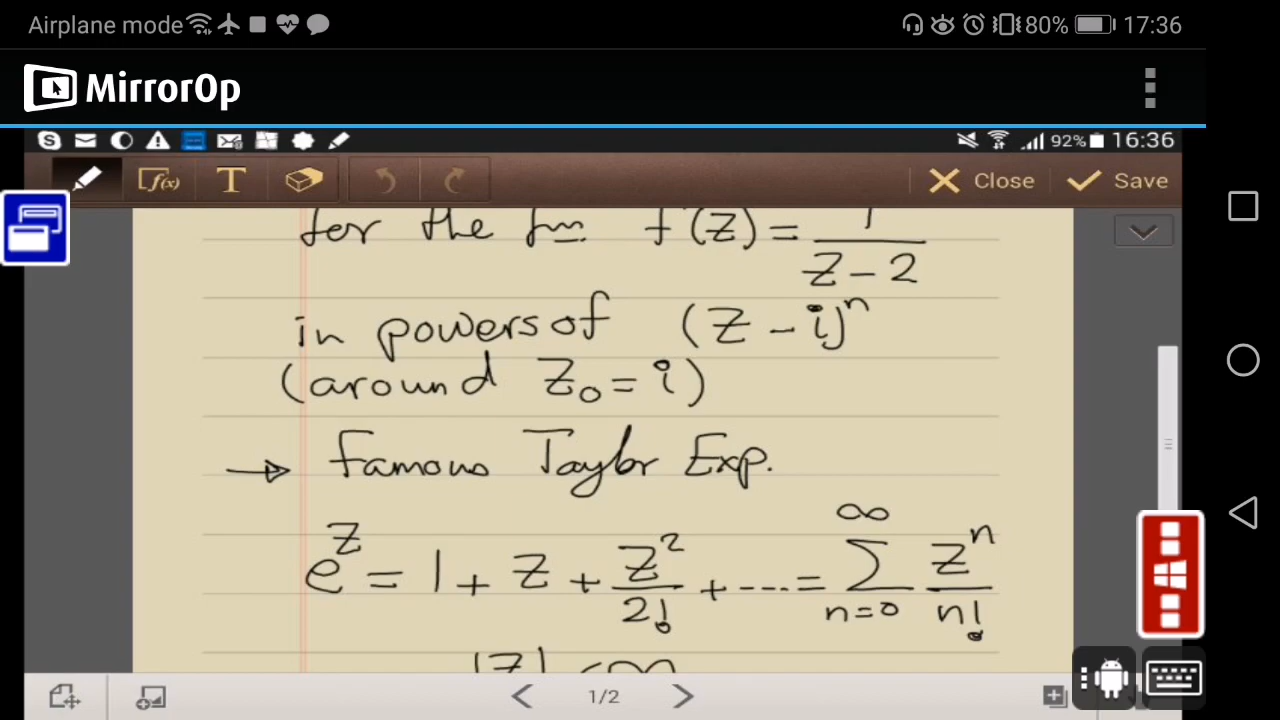 Airplane mode 80% 17:36
MirrorOp
92% 16:36
f(x) T Close Save
for the fn. f(z) = 1/(z-2)
in powers of (z - i)^n
(around z₀ = i)
→ Famous Taylor Exp.
e^z = 1 + z + z²/2! + ---- = ∑_{n=0}^{∞} z^n/n!
|z| < ∞
1/2